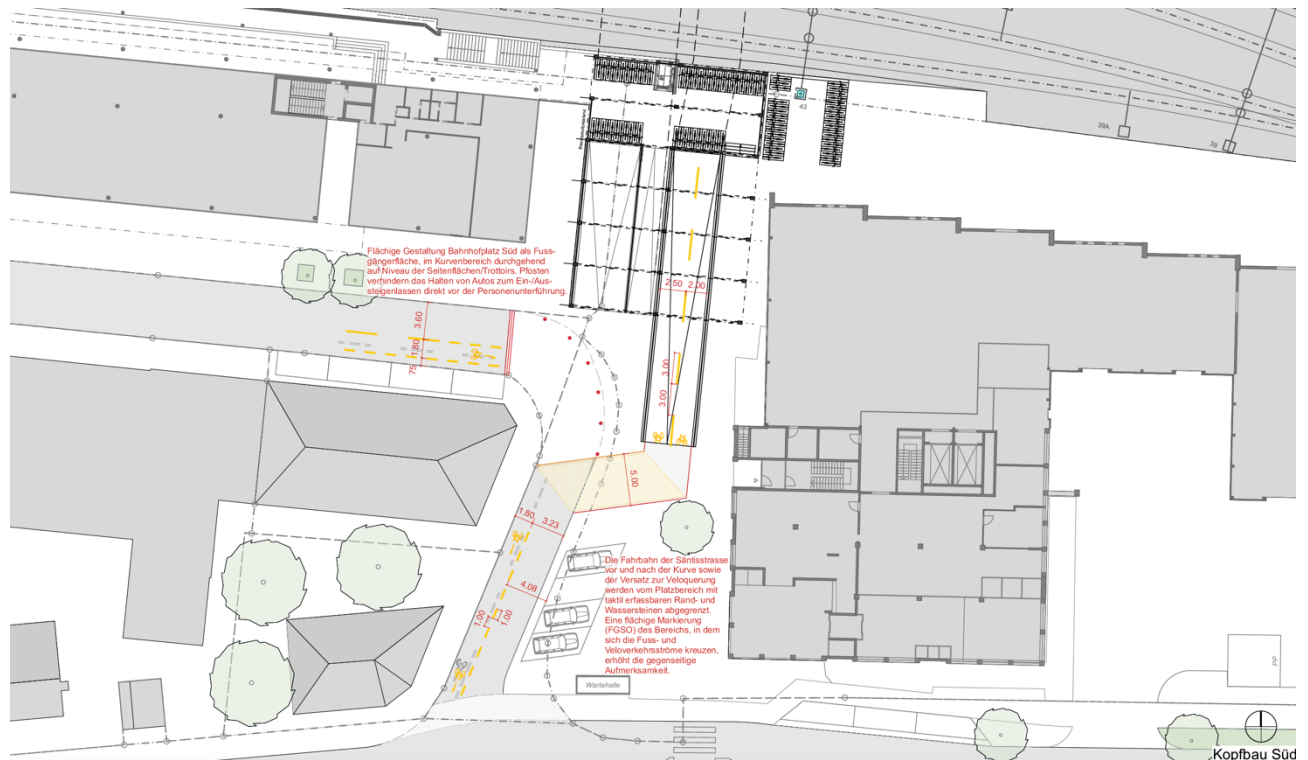 43
39A
39
Flächige Gestaltung Bahnhofplatz Süd als Fuss-
gängerfläche, im Kurvenbereich durchgehend
auf Niveau der Seitenflächen/Trottoirs. Pfosten
verhindern das Halten von Autos zum Ein-/Aus-
steigenlassen direkt vor der Personenunterführung.
2.50 2.00
3.60
1.80
75
3.00
3.00
5.00
1.80
3.23
4.08
1.00
1.00
Die Fahrbahn der Säntisstrasse
vor und nach der Kurve sowie
der Versatz zur Veloquerung
werden vom Platzbereich mit
taktil erfassbaren Rand- und
Wassersteinen abgegrenzt.
Eine flächige Markierung
(FGSO) des Bereichs, in dem
sich die Fuss- und
Veloverkehrsströme kreuzen,
erhöht die gegenseitige
Aufmerksamkeit.
Wartehalle
PP
Kopfbau Süd